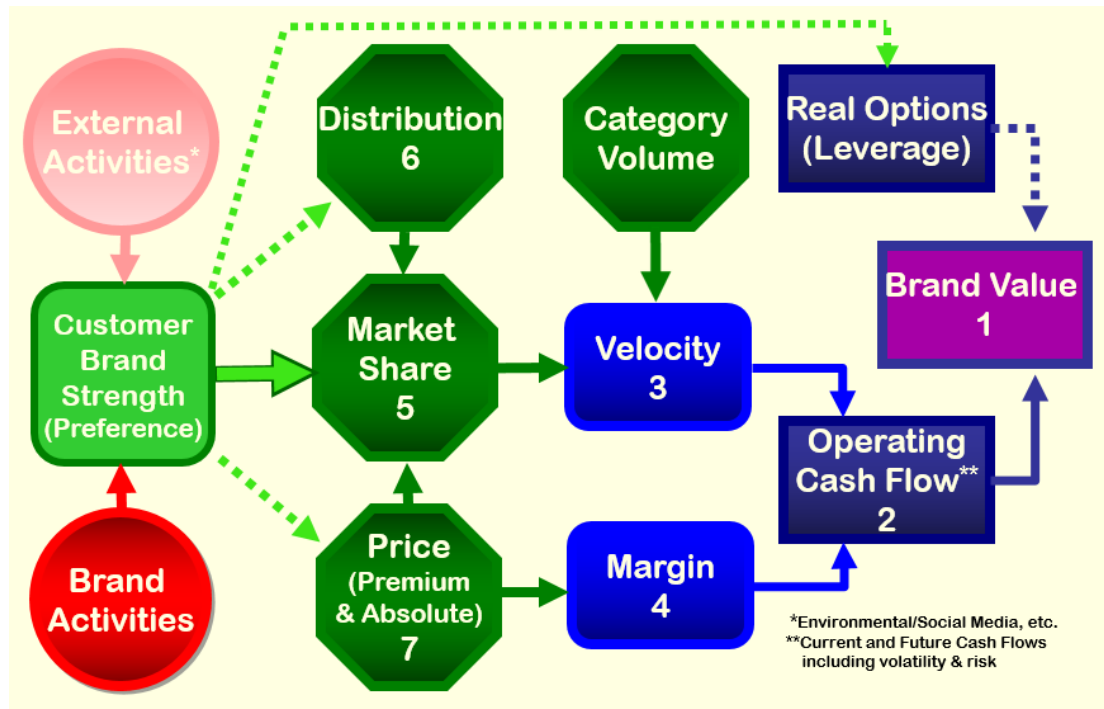 External
Activities*
Distribution
6
Category
Volume
Real Options
(Leverage)
Customer
Brand
Strength
(Preference)
Market
Share
5
Velocity
3
Brand Value
1
Operating
Cash Flow**
2
Brand
Activities
Price
(Premium
& Absolute)
7
Margin
4
*Environmental/Social Media, etc.
**Current and Future Cash Flows
including volatility & risk